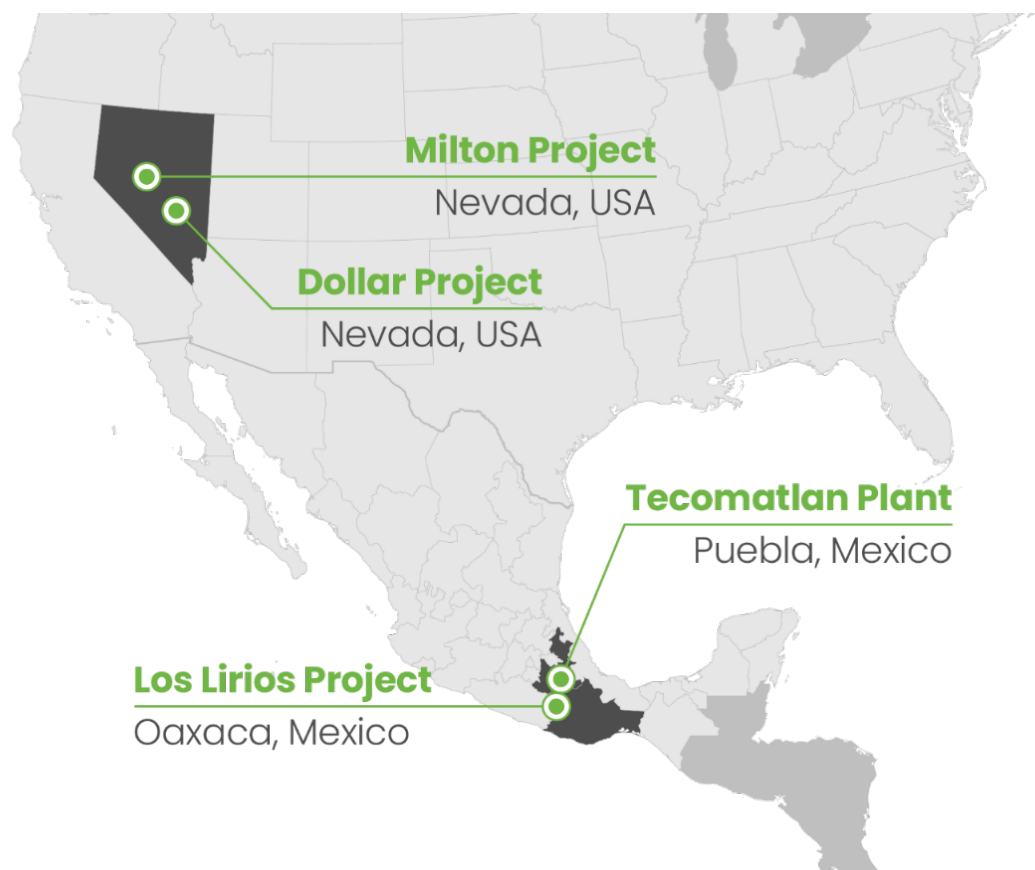 Milton Project
Nevada, USA
Dollar Project
Nevada, USA
Tecomatlan Plant
Puebla, Mexico
Los Lirios Project
Oaxaca, Mexico